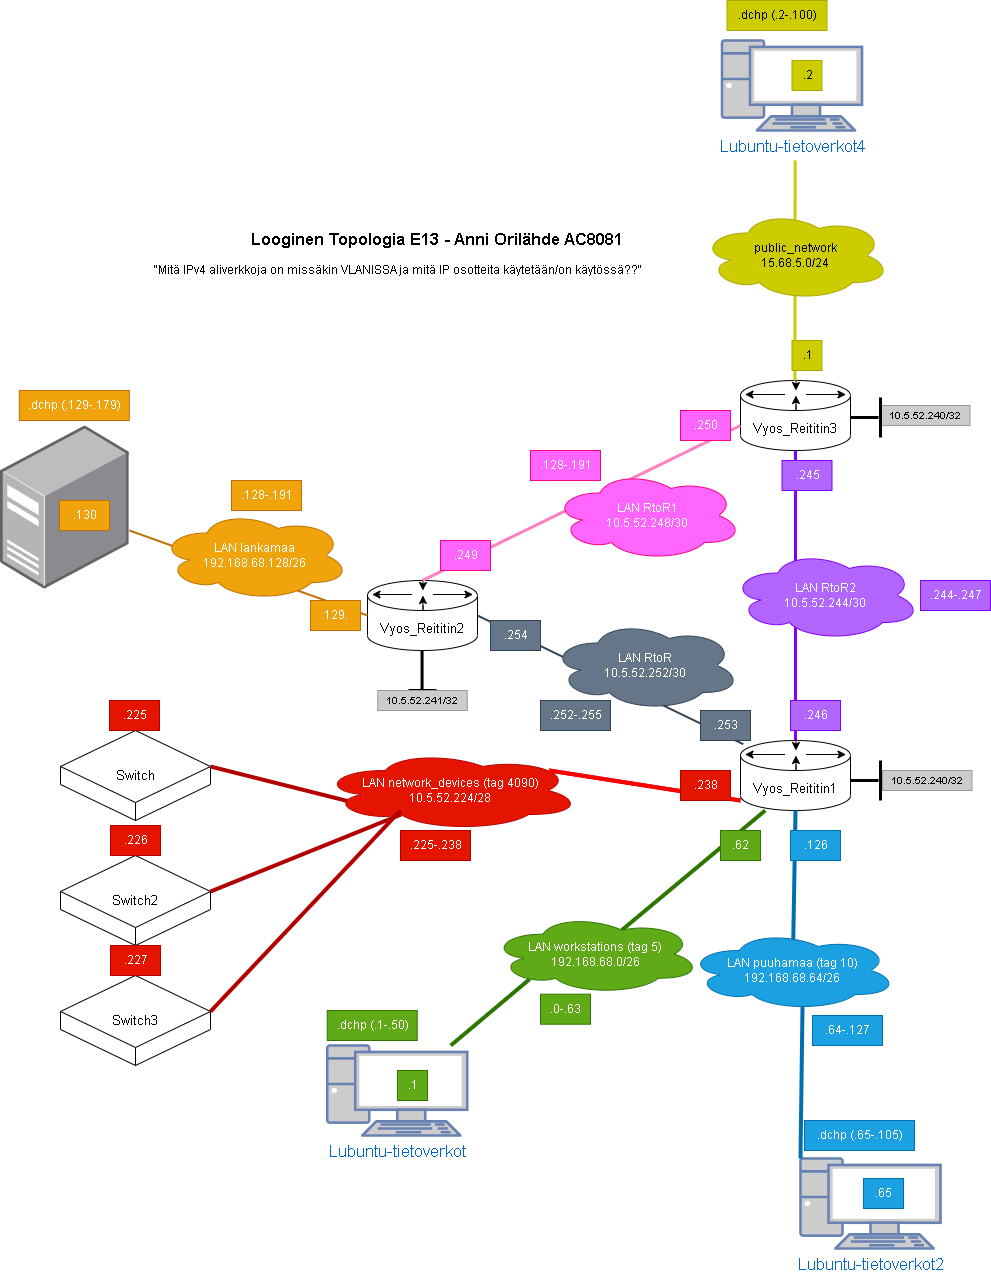 .dchp (.2-.100)
.2
Lubuntu-tietoverkot4
Looginen Topologia E13 - Anni Orilähde AC8081
"Mitä IPv4 aliverkkoja on missäkin VLANISSA ja mitä IP osotteita käytetään/on käytössä??"
public_network
15.68.5.0/24
.1
.dchp (.129-.179)
.250
Vyos_Reititin3
10.5.52.240/32
.128-.191
.245
.128-.191
.130
LAN RtoR1
10.5.52.248/30
LAN lankamaa
192.168.68.128/26
.249
LAN RtoR2
10.5.52.244/30
.244-.247
129.
Vyos_Reititin2
.254
LAN RtoR
10.5.52.252/30
10.5.52.241/32
.252-.255
.253
.246
.225
Switch
LAN network_devices (tag 4090)
10.5.52.224/28
.238
Vyos_Reititin1
10.5.52.240/32
.226
.225-.238
.62
.126
Switch2
.227
LAN workstations (tag 5)
192.168.68.0/26
LAN puuhamaa (tag 10)
192.168.68.64/26
Switch3
.0-.63
.dchp (.1-.50)
.64-.127
.1
Lubuntu-tietoverkot
.dchp (.65-.105)
.65
Lubuntu-tietoverkot2